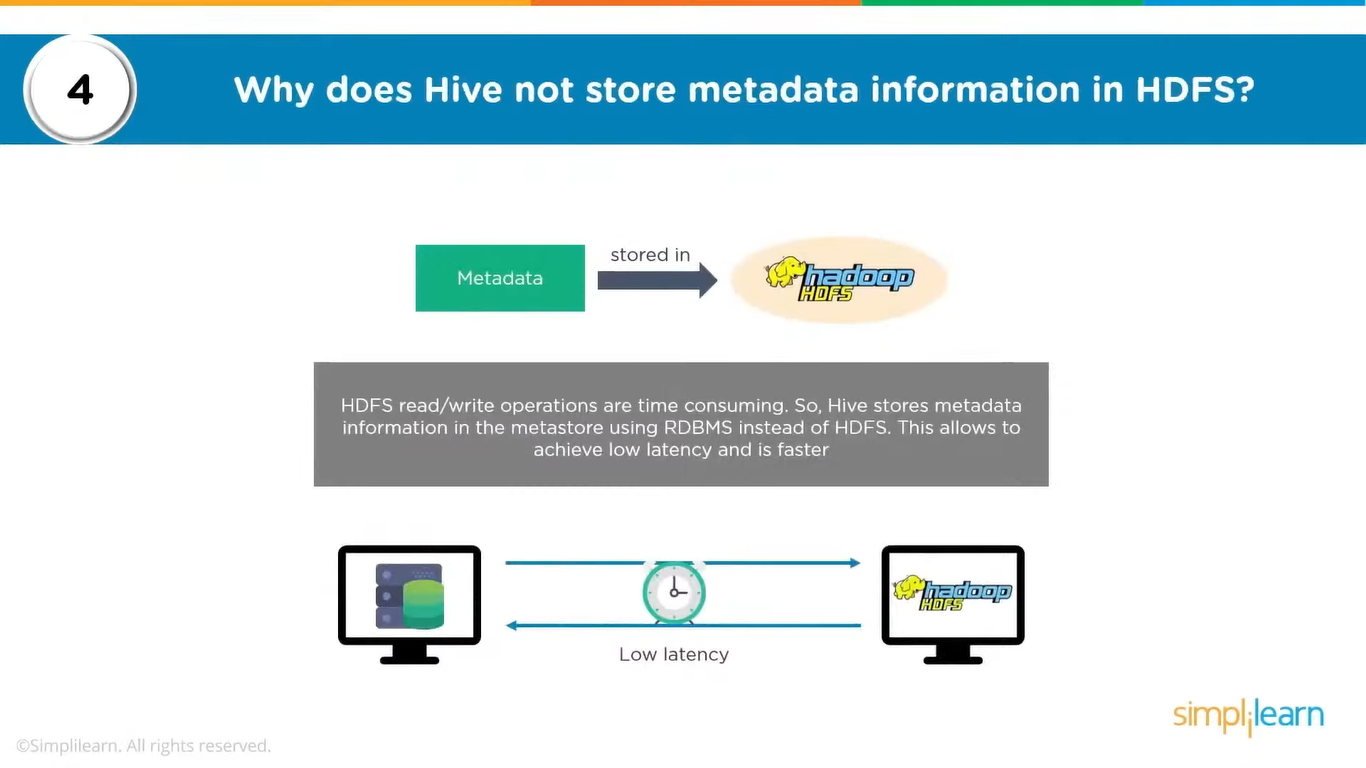 4
Why does Hive not store metadata information in HDFS?
Metadata
stored in
hadoop
HDFS
HDFS read/write operations are time consuming. So, Hive stores metadata
information in the metastore using RDBMS instead of HDFS. This allows to
achieve low latency and is faster
hadoop
HDFS
Low latency
simplilearn
©Simplilearn. All rights reserved.